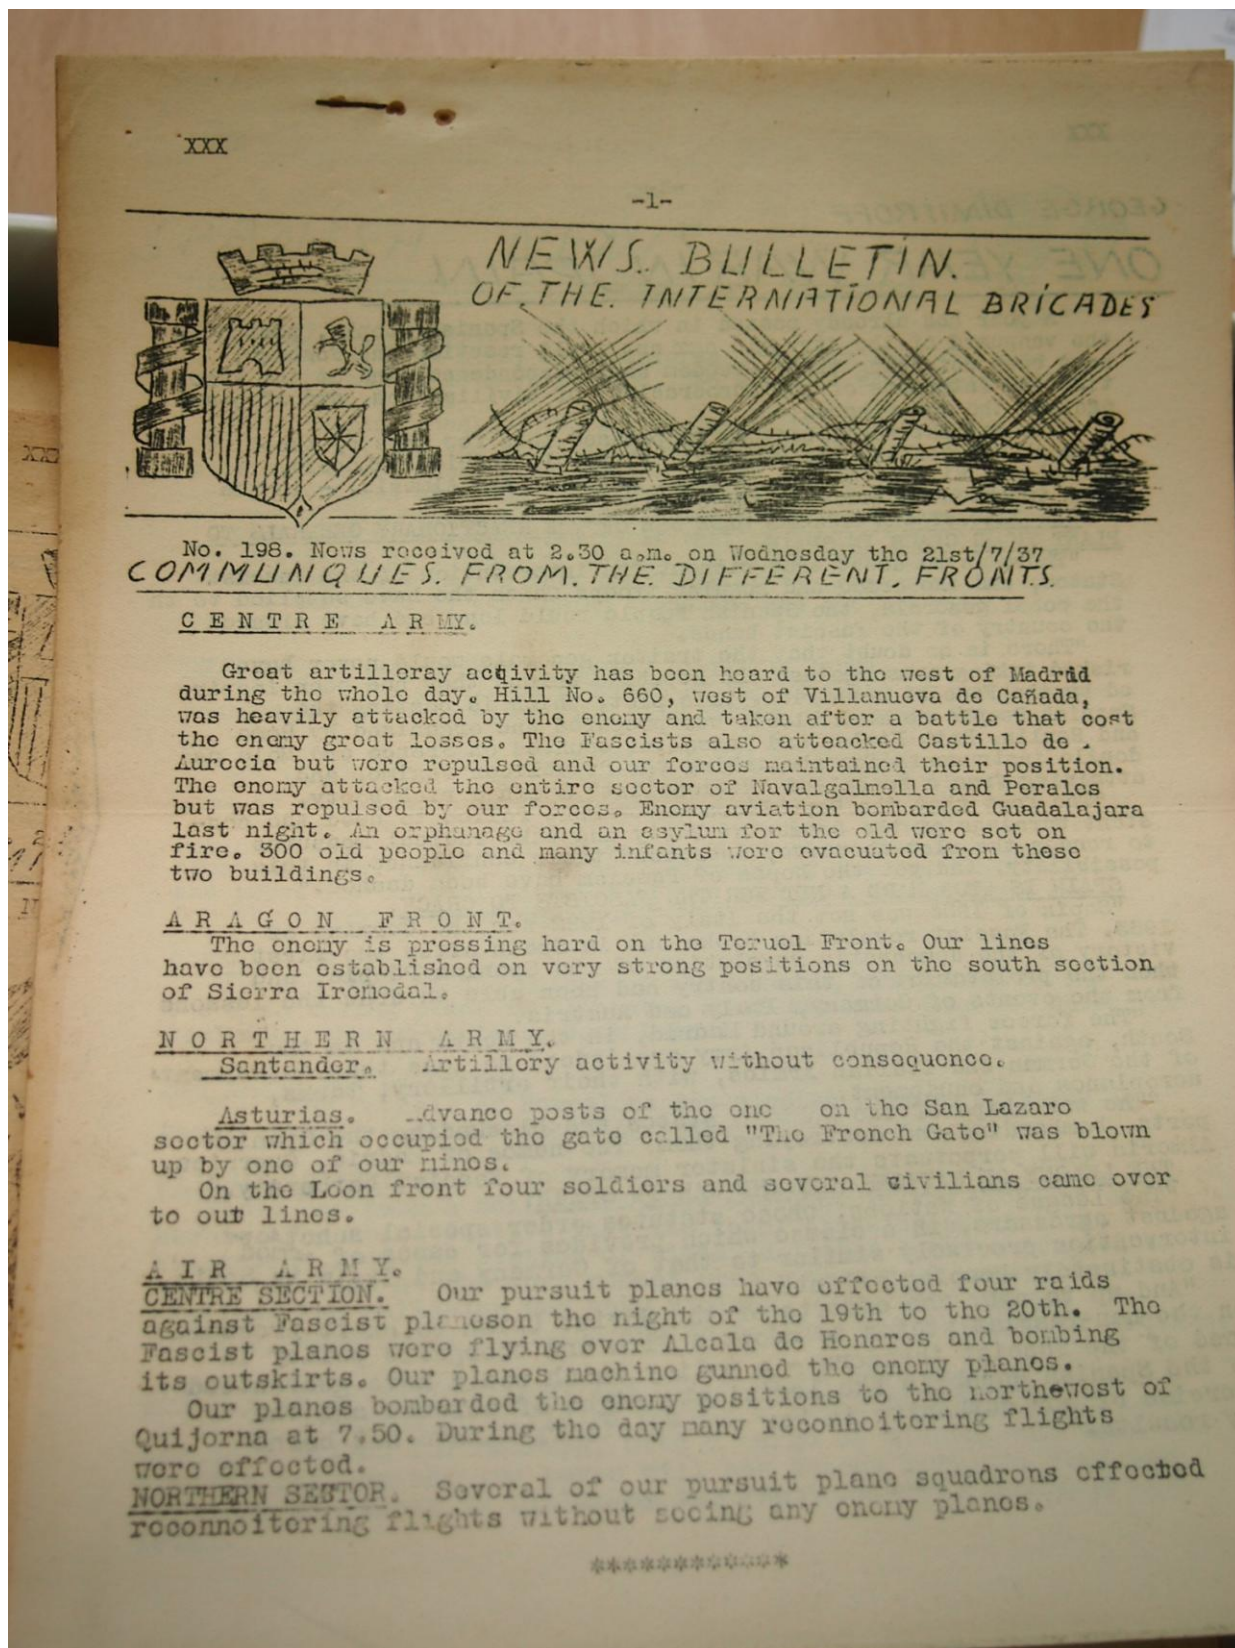 XXX
-1-
NEWS. BULLETIN.
OF. THE. INTERNATIONAL BRICADES
No. 198. News received at 2.30 a.m. on Wednesday the 21st/7/37
COMMUNIQUES. FROM. THE. DIFFERENT. FRONTS.
CENTRE ARMY.
Great artilleray activity has been heard to the west of Madrid
during the whole day. Hill No. 660, west of Villanueva de Cañada,
was heavily attacked by the enemy and taken after a battle that cost
the enemy great losses. The Fascists also atteacked Castillo de .
Aurecia but were repulsed and our forces maintained their position.
The enemy attacked the entire sector of Navalgalmella and Perales
but was repulsed by our forces. Enemy aviation bombarded Guadalajara
last night. An orphanage and an asylum for the old were set on
fire. 300 old people and many infants were evacuated from these
two buildings.
ARAGON FRONT.
The enemy is pressing hard on the Teruel Front. Our lines
have been established on very strong positions on the south section
of Sierra Iremedal.
NORTHERN ARMY.
Santander. Artillery activity without consequence.
Asturias. Advance posts of the ene on the San Lazaro
sector which occupied the gate called "The French Gate" was blown
up by one of our mines.
On the Leon front four soldiers and several civilians came over
to out lines.
AIR ARMY.
CENTRE SECTION. Our pursuit planes have effected four raids
against Fascist planeson the night of the 19th to the 20th. The
Fascist planes were flying over Alcala de Henares and bombing
its outskirts. Our planes machine gunned the enemy planes.
Our planes bombarded the enemy positions to the northewest of
Quijorna at 7.50. During the day many reconnoitering flights
were effected.
NORTHERN SECTOR. Several of our pursuit plane squadrons effected
reconnoitering flights without seeing any enemy planes.
************